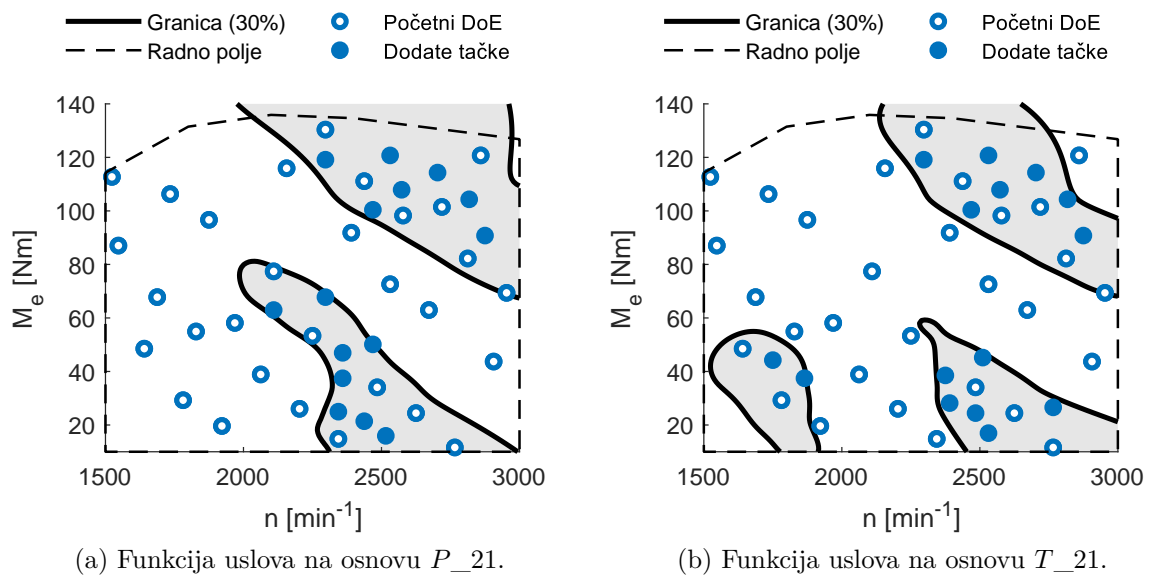 Granica (30%) Početni DoE
Radno polje Dodate tačke
140
120
100
80
60
40
20
1500 2000 2500 3000
M_e [Nm]
n [min⁻¹]
(a) Funkcija uslova na osnovu P_21.
Granica (30%) Početni DoE
Radno polje Dodate tačke
140
120
100
80
60
40
20
1500 2000 2500 3000
M_e [Nm]
n [min⁻¹]
(b) Funkcija uslova na osnovu T_21.